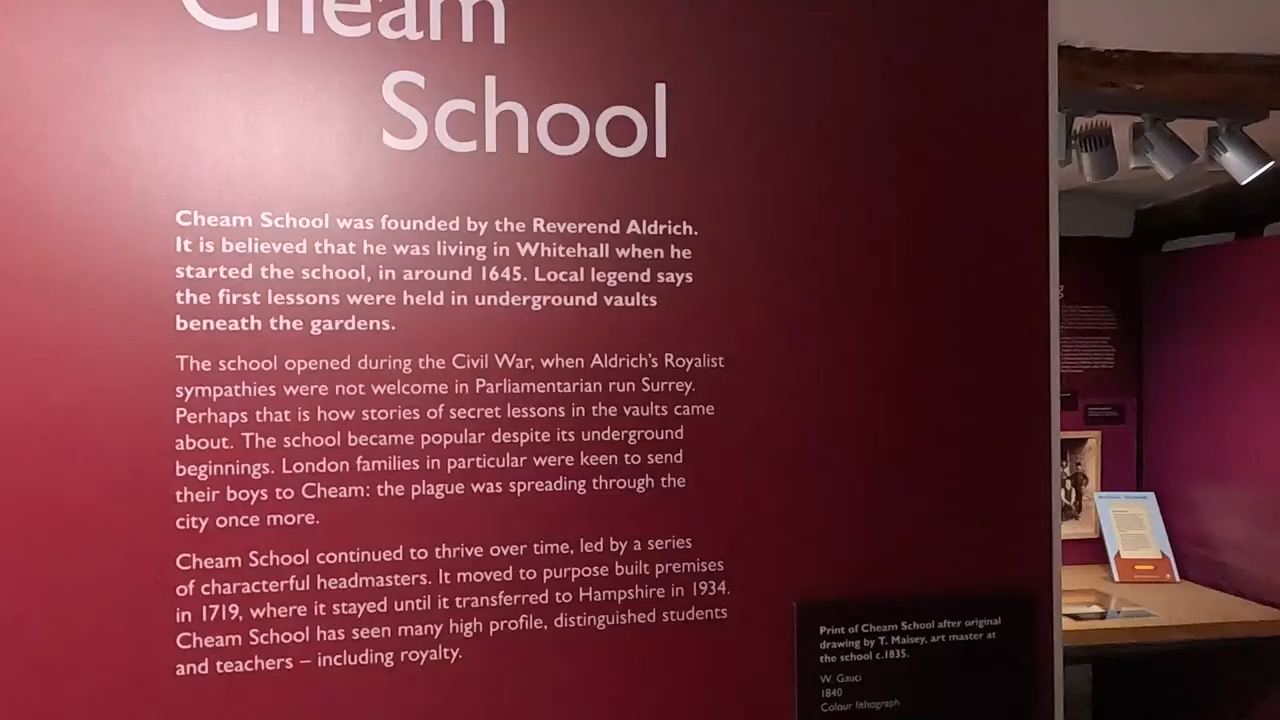 Cheam
School
Cheam School was founded by the Reverend Aldrich.
It is believed that he was living in Whitehall when he
started the school, in around 1645. Local legend says
the first lessons were held in underground vaults
beneath the gardens.
The school opened during the Civil War, when Aldrich's Royalist
sympathies were not welcome in Parliamentarian run Surrey.
Perhaps that is how stories of secret lessons in the vaults came
about. The school became popular despite its underground
beginnings. London families in particular were keen to send
their boys to Cheam: the plague was spreading through the
city once more.
Cheam School continued to thrive over time, led by a series
of characterful headmasters. It moved to purpose built premises
in 1719, where it stayed until it transferred to Hampshire in 1934.
Cheam School has seen many high profile, distinguished students
and teachers – including royalty.
Print of Cheam School after original
drawing by T. Maisey, art master at
the school c.1835.
W. Gauci
1840
Colour lithograph